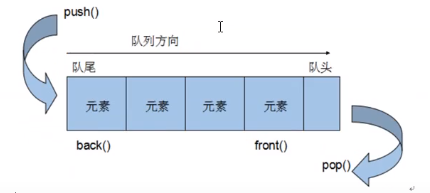 push()
队列方向
队尾 队头
元素 元素 元素 元素
back() front()
pop()